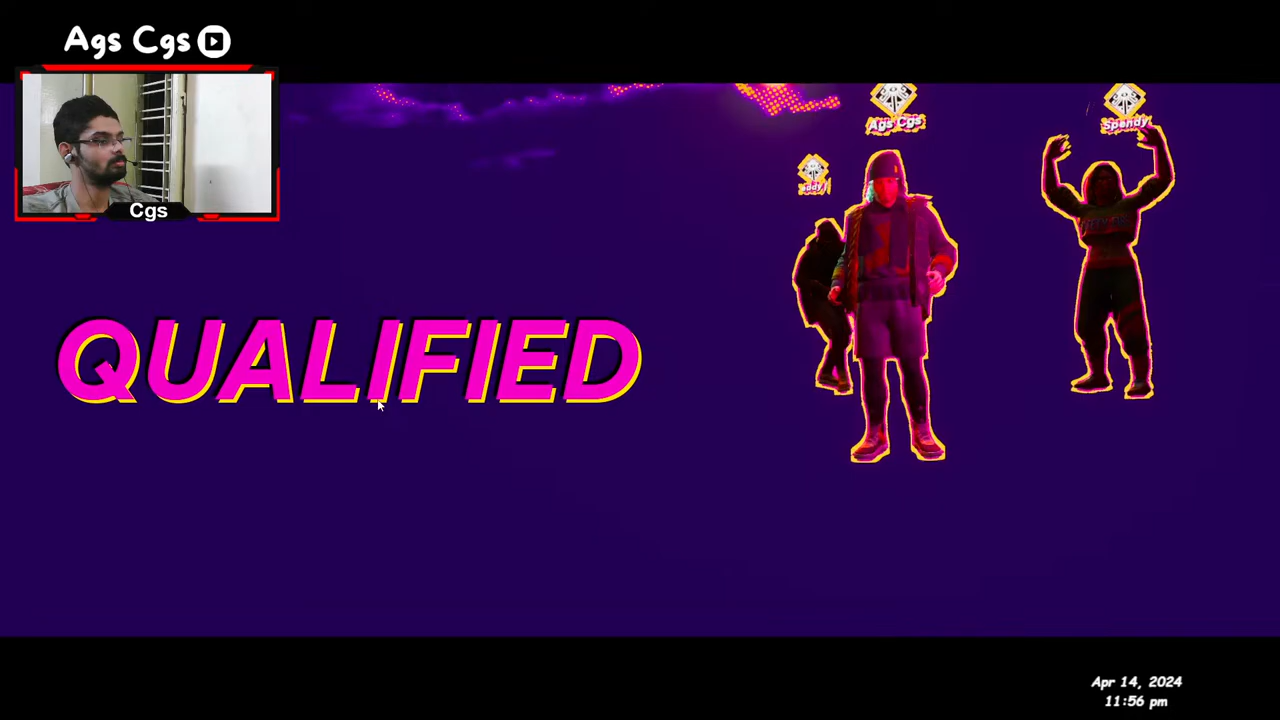 Ags Cgs
Cgs
Ags Cgs
Spendy
QUALIFIED
Apr 14, 2024
11:56 pm